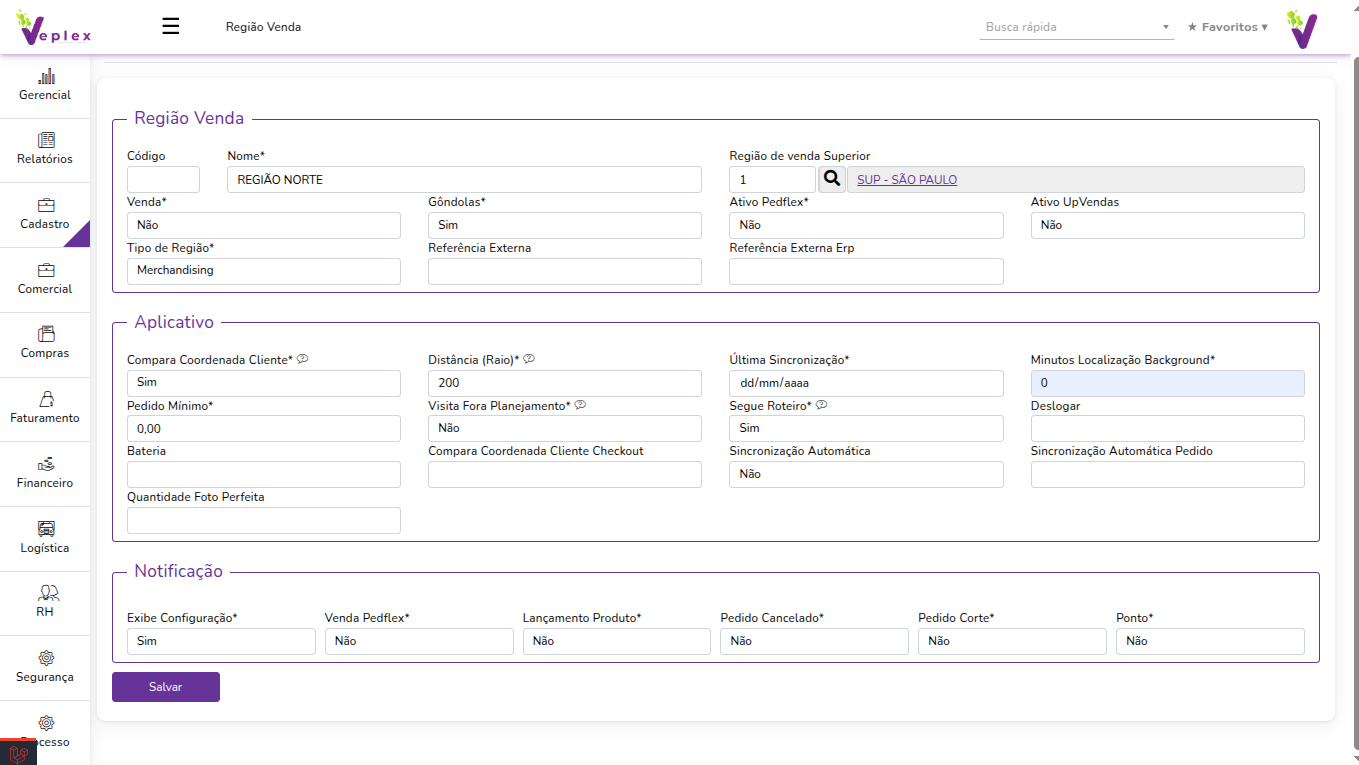 Veplex
☰
Região Venda
Busca rápida
★ Favoritos ▾
Gerencial
Relatórios
Cadastro
Comercial
Compras
Faturamento
Financeiro
Logística
RH
Segurança
Região Venda
Código
Nome*
Região de venda Superior
REGIÃO NORTE
1
SUP - SÃO PAULO
Venda*
Gôndolas*
Ativo Pedflex*
Ativo UpVendas
Não
Sim
Não
Não
Tipo de Região*
Referência Externa
Referência Externa Erp
Merchandising
Aplicativo
Compara Coordenada Cliente*
Distância (Raio)*
Última Sincronização*
Minutos Localização Background*
Sim
200
dd/mm/aaaa
0
Pedido Mínimo*
Visita Fora Planejamento*
Segue Roteiro*
Deslogar
0,00
Não
Sim
Bateria
Compara Coordenada Cliente Checkout
Sincronização Automática
Sincronização Automática Pedido
Não
Quantidade Foto Perfeita
Notificação
Exibe Configuração*
Venda Pedflex*
Lançamento Produto*
Pedido Cancelado*
Pedido Corte*
Ponto*
Sim
Não
Não
Não
Não
Não
Salvar